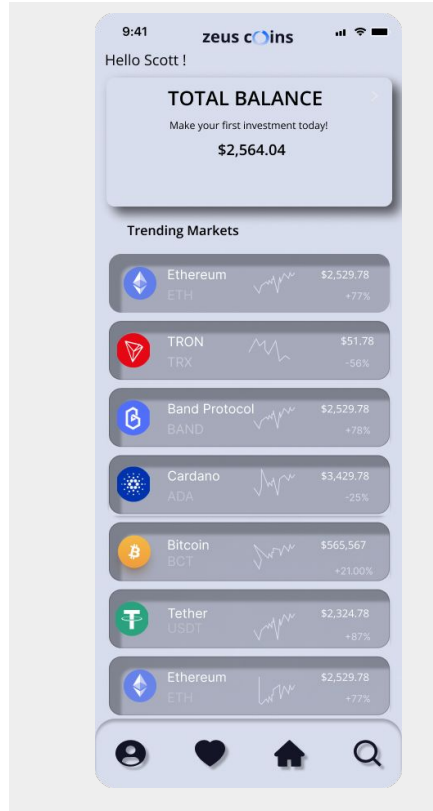 9:41
zeus coins
Hello Scott !
TOTAL BALANCE
Make your first investment today!
$2,564.04
Trending Markets
Ethereum $2,529.78
ETH +77%
TRON $51.78
TRX -56%
Band Protocol $2,529.78
BAND +78%
Cardano $3,429.78
ADA -25%
Bitcoin $565,567
BCT +21.00%
Tether $2,324.78
USDT +87%
Ethereum $2,529.78
ETH +77%